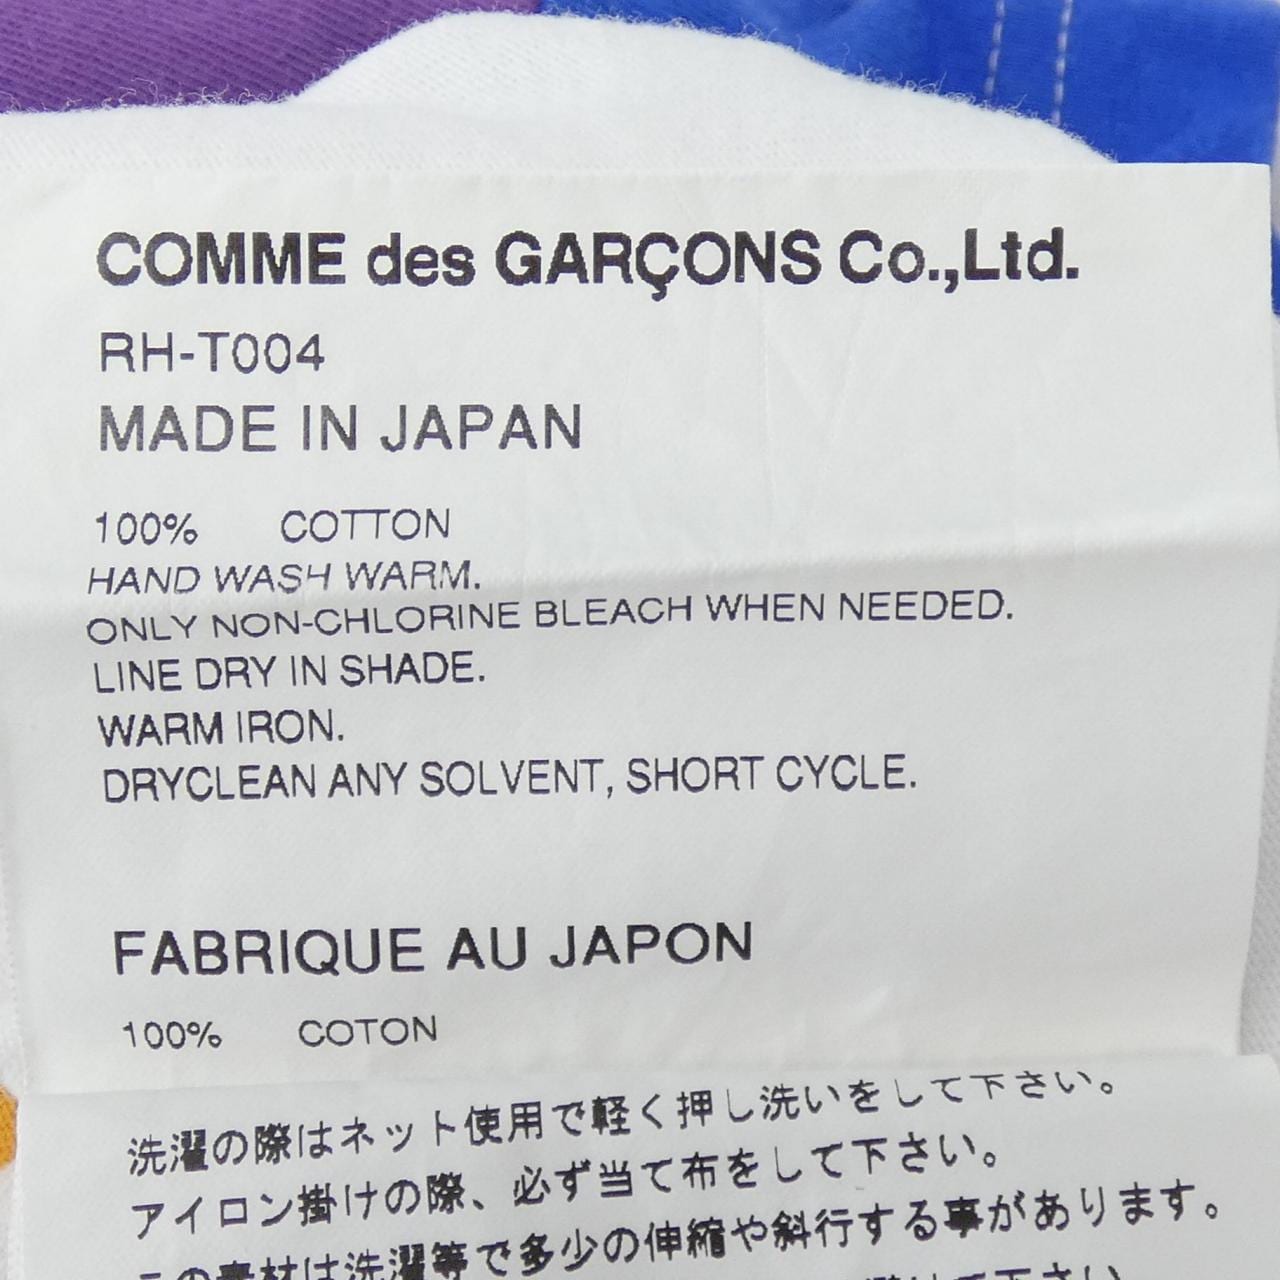 COMME des GARÇONS Co.,Ltd.
RH-T004
MADE IN JAPAN
100% COTTON
HAND WASH WARM.
ONLY NON-CHLORINE BLEACH WHEN NEEDED.
LINE DRY IN SHADE.
WARM IRON.
DRYCLEAN ANY SOLVENT, SHORT CYCLE.
FABRIQUE AU JAPON
100% COTON
洗濯の際はネット使用で軽く押し洗いをして下さい。
アイロン掛けの際、必ず当て布をして下さい。
この素材は洗濯等で多少の伸縮や斜行する事があります。
下さい